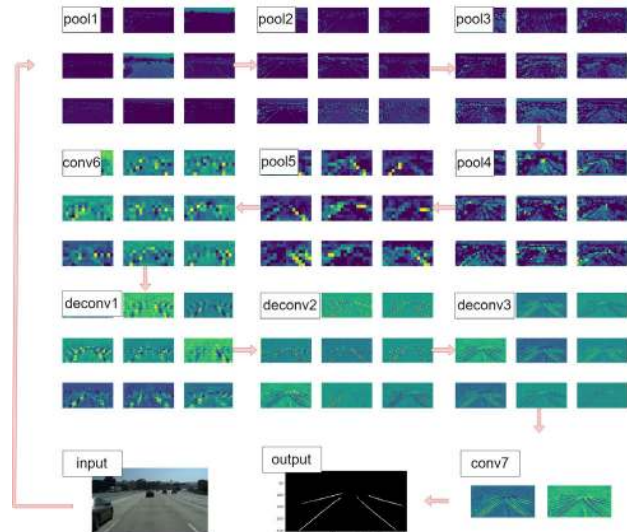 pool1
pool2
pool3
conv6
pool5
pool4
deconv1
deconv2
deconv3
input
output
conv7